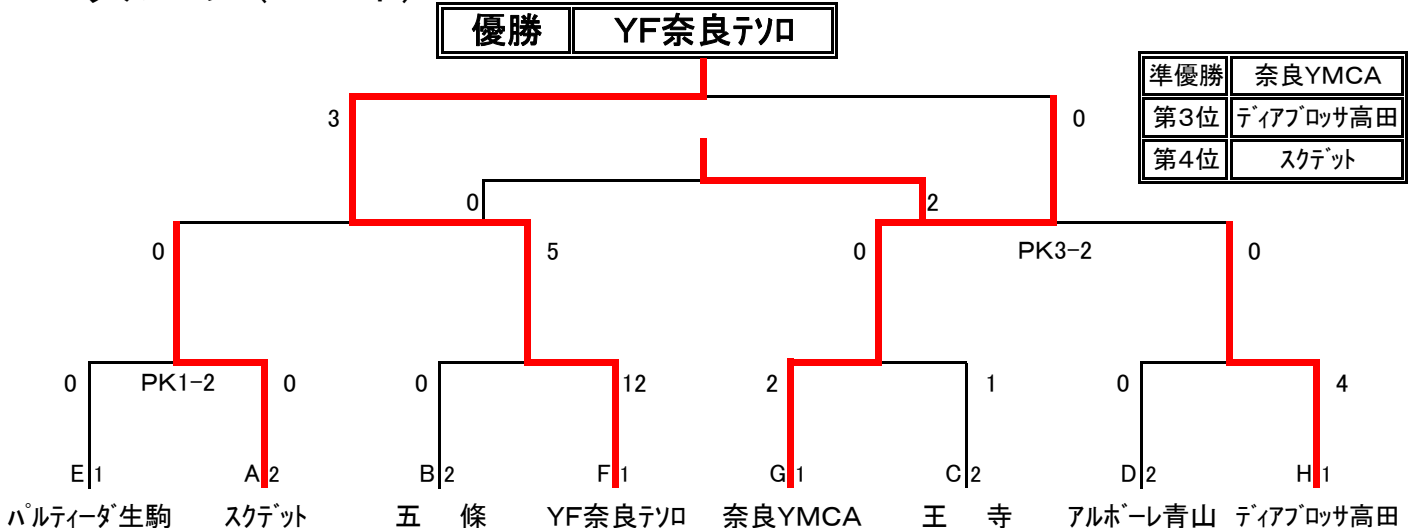 優勝 YF奈良ﾃｿﾛ
準優勝 奈良YMCA
第3位 ﾃﾞｨｱﾌﾞﾛｯｻ高田
第4位 ｽｸﾃﾞｯﾄ
3 0
0 2
0 5 0 PK3-2 0
0 PK1-2 0 0 12 2 1 0 4
E 1 A 2 B 2 F 1 G 1 C 2 D 2 H 1
ﾊﾟﾙﾃｨｰﾀﾞ生駒 ｽｸﾃﾞｯﾄ 五 條 YF奈良ﾃｿﾛ 奈良YMCA 王 寺 ｱﾙﾎﾞｰﾚ青山 ﾃﾞｨｱﾌﾞﾛｯｻ高田